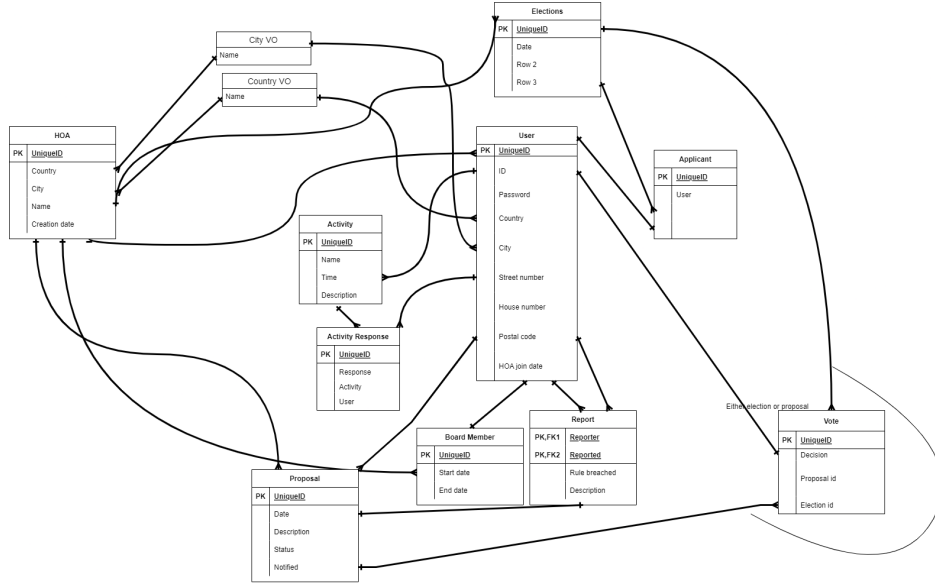 Elections
PK UniqueID
Date
Row 2
Row 3
City VO
Name
Country VO
Name
HOA
PK UniqueID
Country
City
Name
Creation date
User
PK UniqueID
ID
Password
Country
City
Street number
House number
Postal code
HOA join date
Applicant
PK UniqueID
User
Activity
PK UniqueID
Name
Time
Description
Activity Response
PK UniqueID
Response
Activity
User
Either election or proposal
Vote
PK UniqueID
Decision
Proposal id
Election id
Report
PK,FK1 Reporter
PK,FK2 Reported
Rule breached
Description
Board Member
PK UniqueID
Start date
End date
Proposal
PK UniqueID
Date
Description
Status
Notified